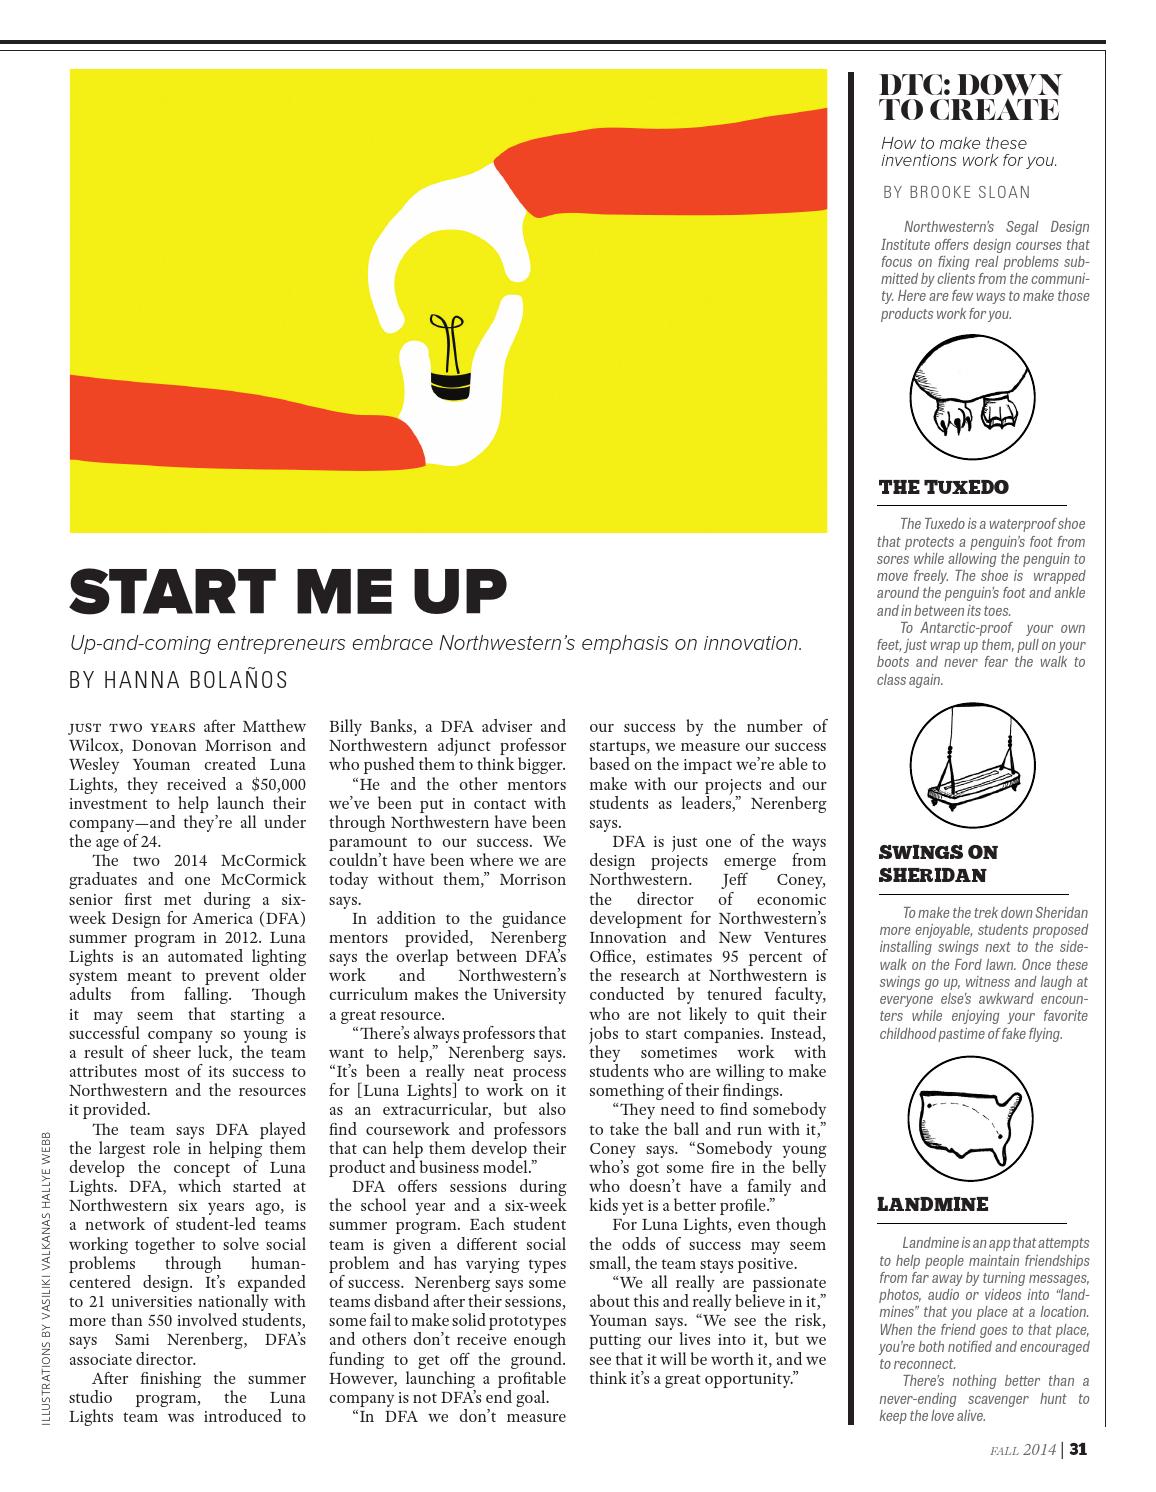 START ME UP
Up-and-coming entrepreneurs embrace Northwestern’s emphasis on innovation.
BY HANNA BOLAÑOS
JUST TWO YEARS after Matthew
Wilcox, Donovan Morrison and
Wesley Youman created Luna
Lights, they received a $50,000
investment to help launch their
company—and they’re all under
the age of 24.
The two 2014 McCormick
graduates and one McCormick
senior first met during a six-
week Design for America (DFA)
summer program in 2012. Luna
Lights is an automated lighting
system meant to prevent older
adults from falling. Though
it may seem that starting a
successful company so young is
a result of sheer luck, the team
attributes most of its success to
Northwestern and the resources
it provided.
The team says DFA played
the largest role in helping them
develop the concept of Luna
Lights. DFA, which started at
Northwestern six years ago, is
a network of student-led teams
working together to solve social
problems through human-
centered design. It’s expanded
to 21 universities nationally with
more than 550 involved students,
says Sami Nerenberg, DFA’s
associate director.
After finishing the summer
studio program, the Luna
Lights team was introduced to
Billy Banks, a DFA adviser and
Northwestern adjunct professor
who pushed them to think bigger.
“He and the other mentors
we’ve been put in contact with
through Northwestern have been
paramount to our success. We
couldn’t have been where we are
today without them,” Morrison
says.
In addition to the guidance
mentors provided, Nerenberg
says the overlap between DFA’s
work and Northwestern’s
curriculum makes the University
a great resource.
“There’s always professors that
want to help,” Nerenberg says.
“It’s been a really neat process
for [Luna Lights] to work on it
as an extracurricular, but also
find coursework and professors
that can help them develop their
product and business model.”
DFA offers sessions during
the school year and a six-week
summer program. Each student
team is given a different social
problem and has varying types
of success. Nerenberg says some
teams disband after their sessions,
some fail to make solid prototypes
and others don’t receive enough
funding to get off the ground.
However, launching a profitable
company is not DFA’s end goal.
“In DFA we don’t measure
our success by the number of
startups, we measure our success
based on the impact we’re able to
make with our projects and our
students as leaders,” Nerenberg
says.
DFA is just one of the ways
design projects emerge from
Northwestern. Jeff Coney,
the director of economic
development for Northwestern’s
Innovation and New Ventures
Office, estimates 95 percent of
the research at Northwestern is
conducted by tenured faculty,
who are not likely to quit their
jobs to start companies. Instead,
they sometimes work with
students who are willing to make
something of their findings.
“They need to find somebody
to take the ball and run with it,”
Coney says. “Somebody young
who’s got some fire in the belly
who doesn’t have a family and
kids yet is a better profile.”
For Luna Lights, even though
the odds of success may seem
small, the team stays positive.
“We all really are passionate
about this and really believe in it,”
Youman says. “We see the risk,
putting our lives into it, but we
see that it will be worth it, and we
think it’s a great opportunity.”
ILLUSTRATIONS BY VASILIKI VALKANAS HALLYE WEBB
DTC: DOWN
TO CREATE
How to make these
inventions work for you.
BY BROOKE SLOAN
Northwestern’s Segal Design
Institute offers design courses that
focus on fixing real problems sub-
mitted by clients from the communi-
ty. Here are few ways to make those
products work for you.
THE TUXEDO
The Tuxedo is a waterproof shoe
that protects a penguin’s foot from
sores while allowing the penguin to
move freely. The shoe is wrapped
around the penguin’s foot and ankle
and in between its toes.
To Antarctic-proof your own
feet, just wrap up them, pull on your
boots and never fear the walk to
class again.
SWINGS ON
SHERIDAN
To make the trek down Sheridan
more enjoyable, students proposed
installing swings next to the side-
walk on the Ford lawn. Once these
swings go up, witness and laugh at
everyone else’s awkward encoun-
ters while enjoying your favorite
childhood pastime of fake flying.
LANDMINE
Landmine is an app that attempts
to help people maintain friendships
from far away by turning messages,
photos, audio or videos into “land-
mines” that you place at a location.
When the friend goes to that place,
you’re both notified and encouraged
to reconnect.
There’s nothing better than a
never-ending scavenger hunt to
keep the love alive.
FALL 2014 | 31